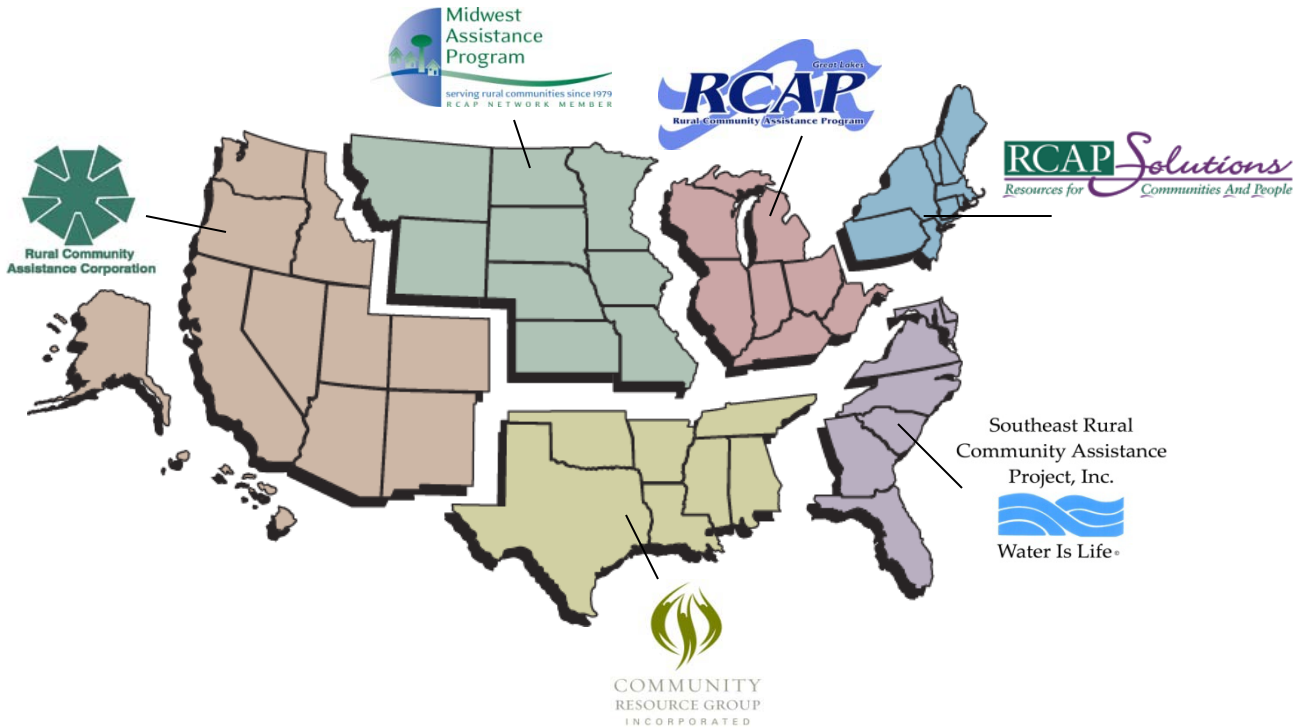 Midwest
Assistance
Program
serving rural communities since 1979
RCAP NETWORK MEMBER
Great Lakes
RCAP
Rural Community Assistance Program
RCAP Solutions
Resources for Communities And People
Rural Community
Assistance Corporation
Southeast Rural
Community Assistance
Project, Inc.
Water Is Life©
COMMUNITY
RESOURCE GROUP
INCORPORATED